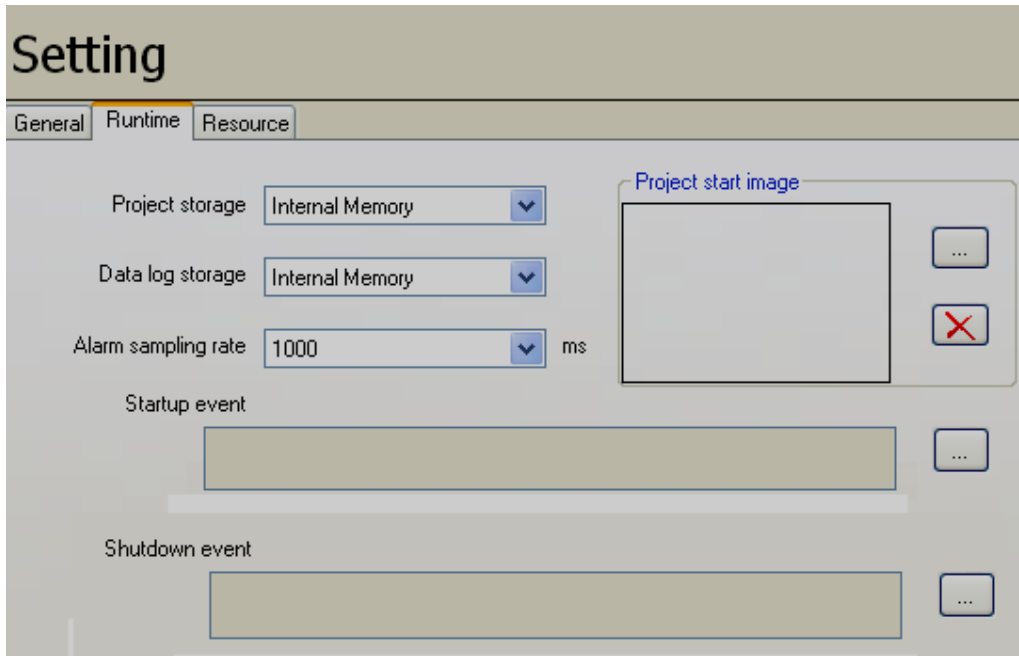 Setting
General Runtime Resource
Project start image
Project storage Internal Memory
...
Data log storage Internal Memory
Alarm sampling rate 1000 ms
Startup event
...
Shutdown event
...